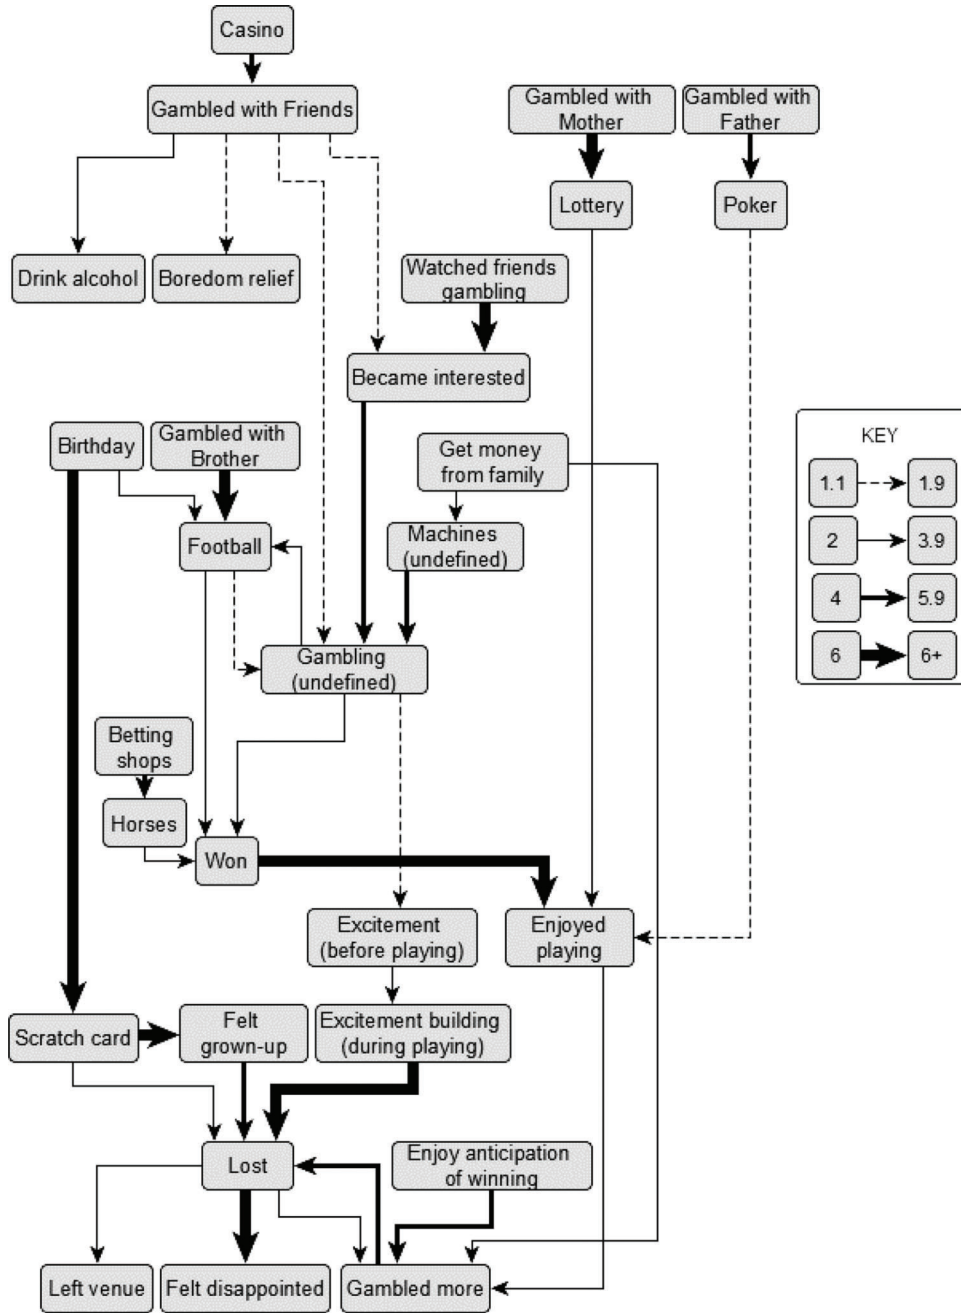 Casino
Gambled with Friends
Gambled with
Mother
Gambled with
Father
Lottery
Poker
Drink alcohol
Boredom relief
Watched friends
gambling
Became interested
Birthday
Gambled with
Brother
Get money
from family
KEY
1.1
1.9
2
3.9
4
5.9
6
6+
Football
Machines
(undefined)
Gambling
(undefined)
Betting
shops
Horses
Won
Excitement
(before playing)
Enjoyed
playing
Scratch card
Felt
grown-up
Excitement building
(during playing)
Lost
Enjoy anticipation
of winning
Left venue
Felt disappointed
Gambled more